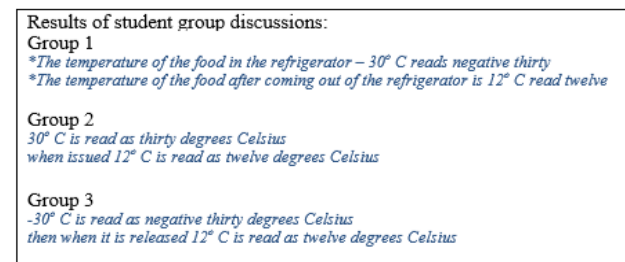 Results of student group discussions:
Group 1
*The temperature of the food in the refrigerator – 30° C reads negative thirty
*The temperature of the food after coming out of the refrigerator is 12° C read twelve
Group 2
30° C is read as thirty degrees Celsius
when issued 12° C is read as twelve degrees Celsius
Group 3
-30° C is read as negative thirty degrees Celsius
then when it is released 12° C is read as twelve degrees Celsius